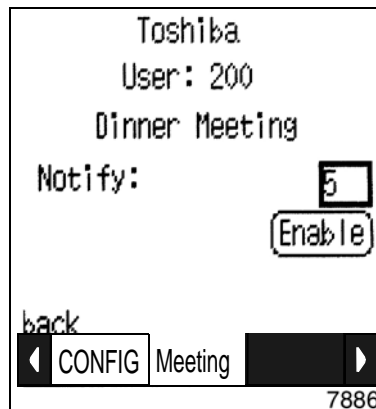 Toshiba
User: 200
Dinner Meeting
Notify: 5
Enable
back
CONFIG Meeting
7886